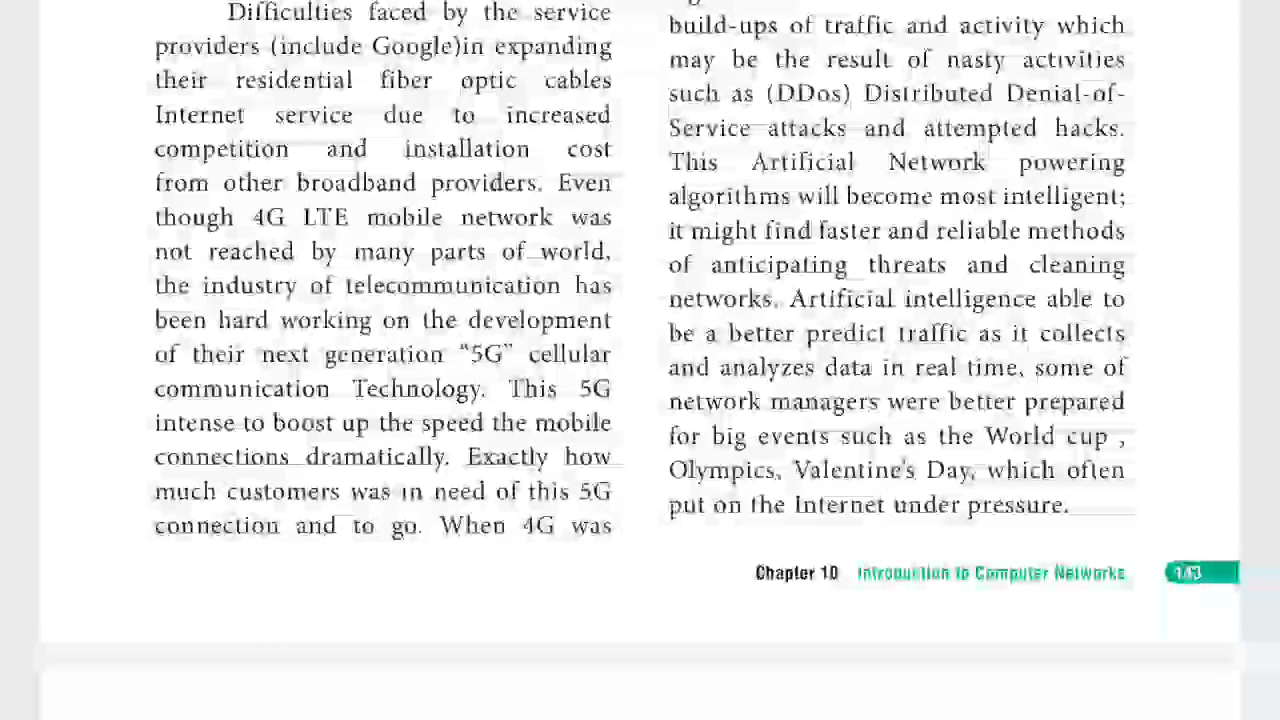 Difficulties faced by the service
providers (include Google)in expanding
their residential fiber optic cables
Internet service due to increased
competition and installation cost
from other broadband providers. Even
though 4G LTE mobile network was
not reached by many parts of world,
the industry of telecommunication has
been hard working on the development
of their next generation "5G" cellular
communication Technology. This 5G
intense to boost up the speed the mobile
connections dramatically. Exactly how
much customers was in need of this 5G
connection and to go. When 4G was
build-ups of traffic and activity which
may be the result of nasty activities
such as (DDos) Distributed Denial-of-
Service attacks and attempted hacks.
This Artificial Network powering
algorithms will become most intelligent;
it might find faster and reliable methods
of anticipating threats and cleaning
networks. Artificial intelligence able to
be a better predict traffic as it collects
and analyzes data in real time, some of
network managers were better prepared
for big events such as the World cup ,
Olympics, Valentine's Day, which often
put on the Internet under pressure.
Chapter 10 Introduction to Computer Networks 143